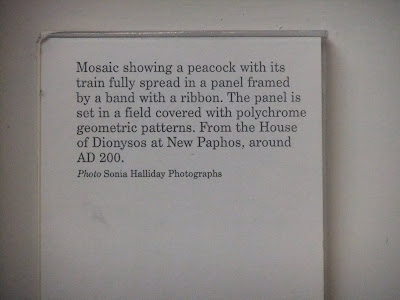 Mosaic showing a peacock with its
train fully spread in a panel framed
by a band with a ribbon. The panel is
set in a field covered with polychrome
geometric patterns. From the House
of Dionysos at New Paphos, around
AD 200.
Photo Sonia Halliday Photographs